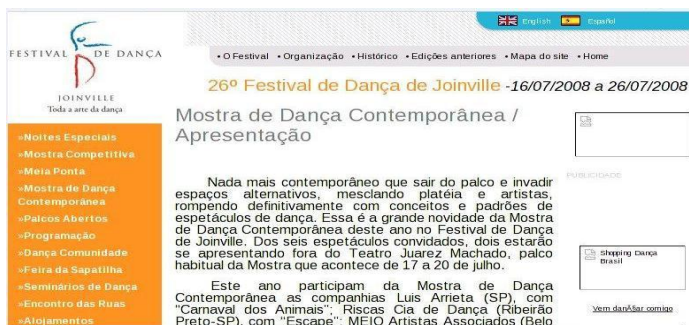 English Español
FESTIVAL DE DANÇA
JOINVILLE
Toda a arte da dança
• O Festival • Organização • Histórico • Edições anteriores • Mapa do site • Home
26º Festival de Dança de Joinville -16/07/2008 a 26/07/2008
»Noites Especiais
»Mostra Competitiva
»Meia Ponta
»Mostra de Dança
Contemporânea
»Palcos Abertos
»Programação
»Dança Comunidade
»Feira da Sapatilha
»Seminários de Dança
»Encontro das Ruas
»Alojamentos
Mostra de Dança Contemporânea /
Apresentação
Nada mais contemporâneo que sair do palco e invadir
espaços alternativos, mesclando platéia e artistas,
rompendo definitivamente com conceitos e padrões de
espetáculos de dança. Essa é a grande novidade da Mostra
de Dança Contemporânea deste ano no Festival de Dança
de Joinville. Dos seis espetáculos convidados, dois estarão
se apresentando fora do Teatro Juarez Machado, palco
habitual da Mostra que acontece de 17 a 20 de julho.
Este ano participam da Mostra de Dança
Contemporânea as companhias Luis Arrieta (SP), com
"Carnaval dos Animais"; Riscas Cia de Dança (Ribeirão
Preto-SP), com "Escape"; MEIO Artistas Associados (Belo
PUBLICIDADE
Shopping Dança
Brasil
Vem danÃ§ar comigo